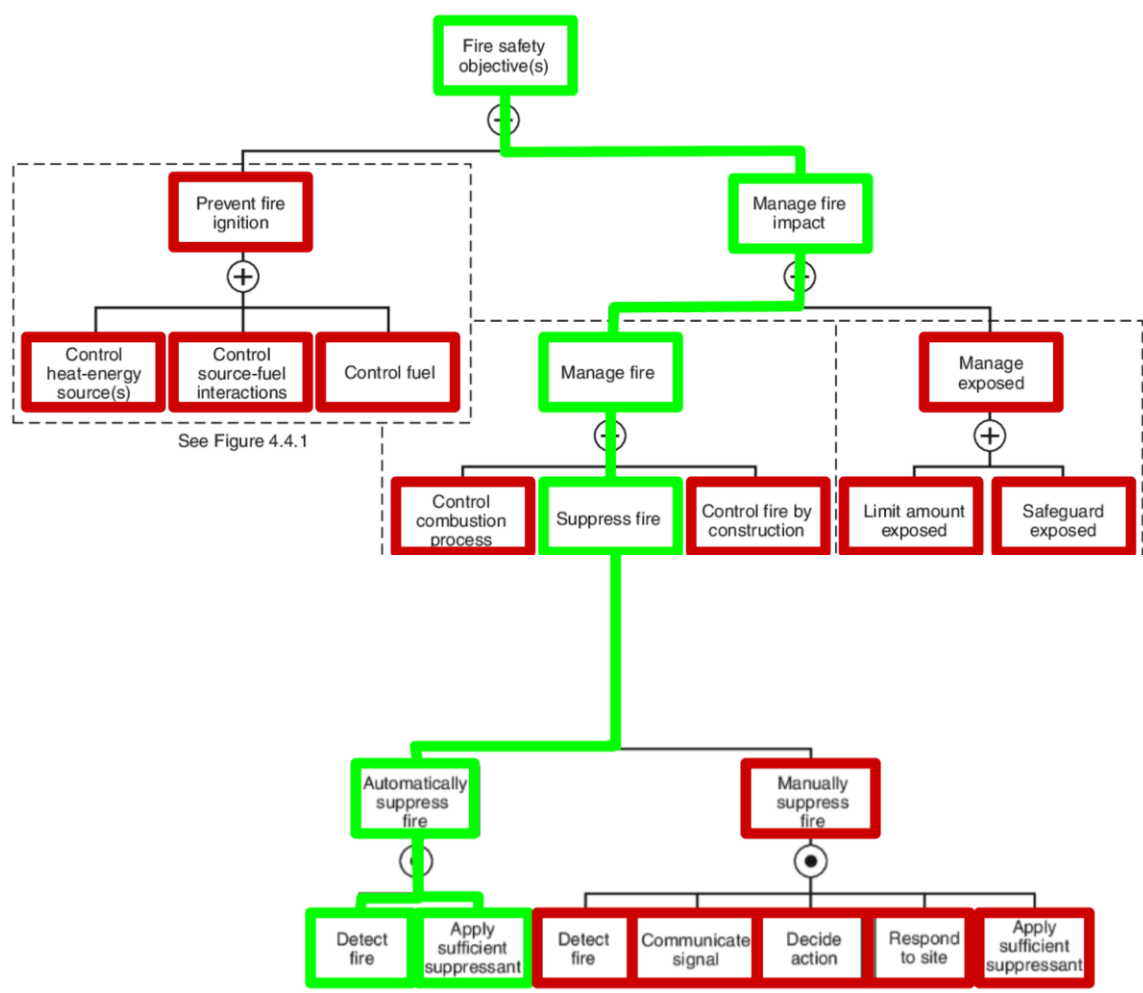 Fire safety
objective(s)
Prevent fire
ignition
Manage fire
impact
Control
heat-energy
source(s)
Control
source-fuel
interactions
Control fuel
Manage fire
Manage
exposed
See Figure 4.4.1
Control
combustion
process
Suppress fire
Control fire by
construction
Limit amount
exposed
Safeguard
exposed
Automatically
suppress
fire
Manually
suppress
fire
Detect
fire
Apply
sufficient
suppressant
Detect
fire
Communicate
signal
Decide
action
Respond
to site
Apply
sufficient
suppressant